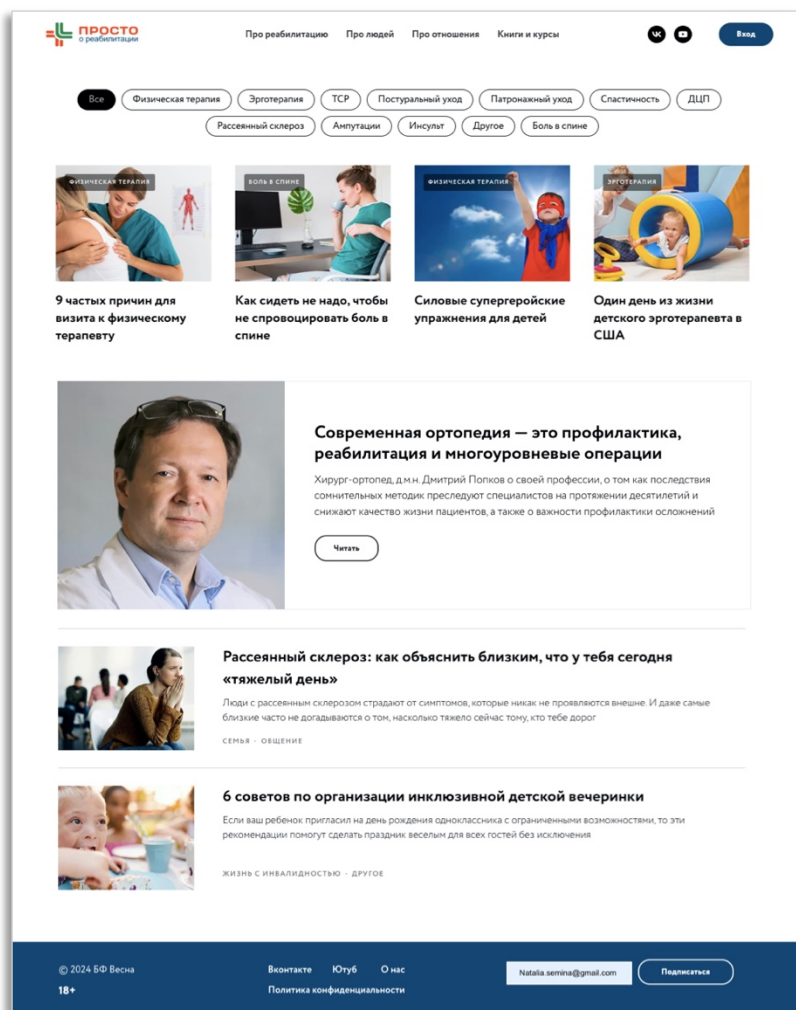 ПРОСТО
о реабилитации
Про реабилитацию Про людей Про отношения Книги и курсы
Вход
Все Физическая терапия Эрготерапия ТСР Постуральный уход Патронажный уход Спастичность ДЦП
Рассеянный склероз Ампутации Инсульт Другое Боль в спине
ФИЗИЧЕСКАЯ ТЕРАПИЯ
9 частых причин для
визита к физическому
терапевту
БОЛЬ В СПИНЕ
Как сидеть не надо, чтобы
не спровоцировать боль в
спине
ФИЗИЧЕСКАЯ ТЕРАПИЯ
Силовые супергеройские
упражнения для детей
ЭРГОТЕРАПИЯ
Один день из жизни
детского эрготерапевта в
США
Современная ортопедия — это профилактика,
реабилитация и многоуровневые операции
Хирург-ортопед, д.м.н. Дмитрий Попков о своей профессии, о том как последствия
сомнительных методик преследуют специалистов на протяжении десятилетий и
снижают качество жизни пациентов, а также о важности профилактики осложнений
Читать
Рассеянный склероз: как объяснить близким, что у тебя сегодня
«тяжелый день»
Люди с рассеянным склерозом страдают от симптомов, которые никак не проявляются внешне. И даже самые
близкие часто не догадываются о том, насколько тяжело сейчас тому, кто тебе дорог
СЕМЬЯ · ОБЩЕНИЕ
6 советов по организации инклюзивной детской вечеринки
Если ваш ребенок пригласил на день рождения одноклассника с ограниченными возможностями, то эти
рекомендации помогут сделать праздник веселым для всех гостей без исключения
ЖИЗНЬ С ИНВАЛИДНОСТЬЮ · ДРУГОЕ
© 2024 БФ Весна
18+
Вконтакте Ютуб О нас
Политика конфиденциальности
Natalia.semina@gmail.com
Подписаться